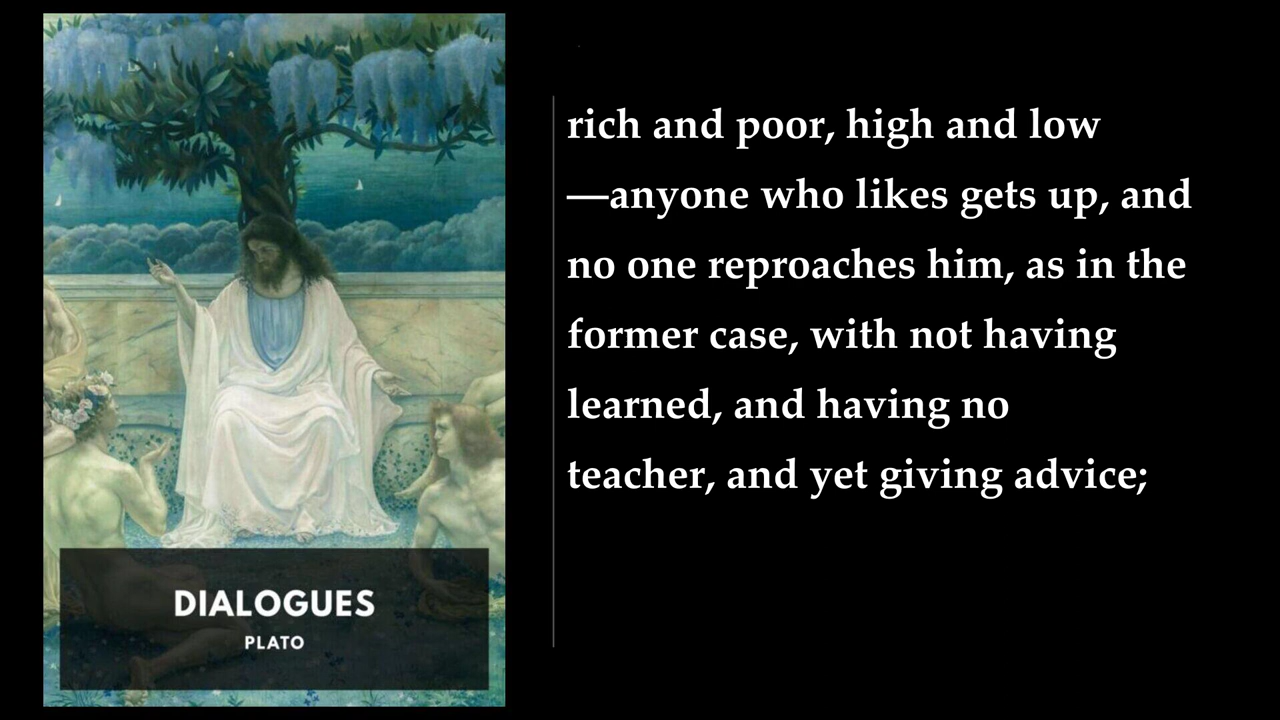 rich and poor, high and low
—anyone who likes gets up, and
no one reproaches him, as in the
former case, with not having
learned, and having no
teacher, and yet giving advice;
DIALOGUES
PLATO